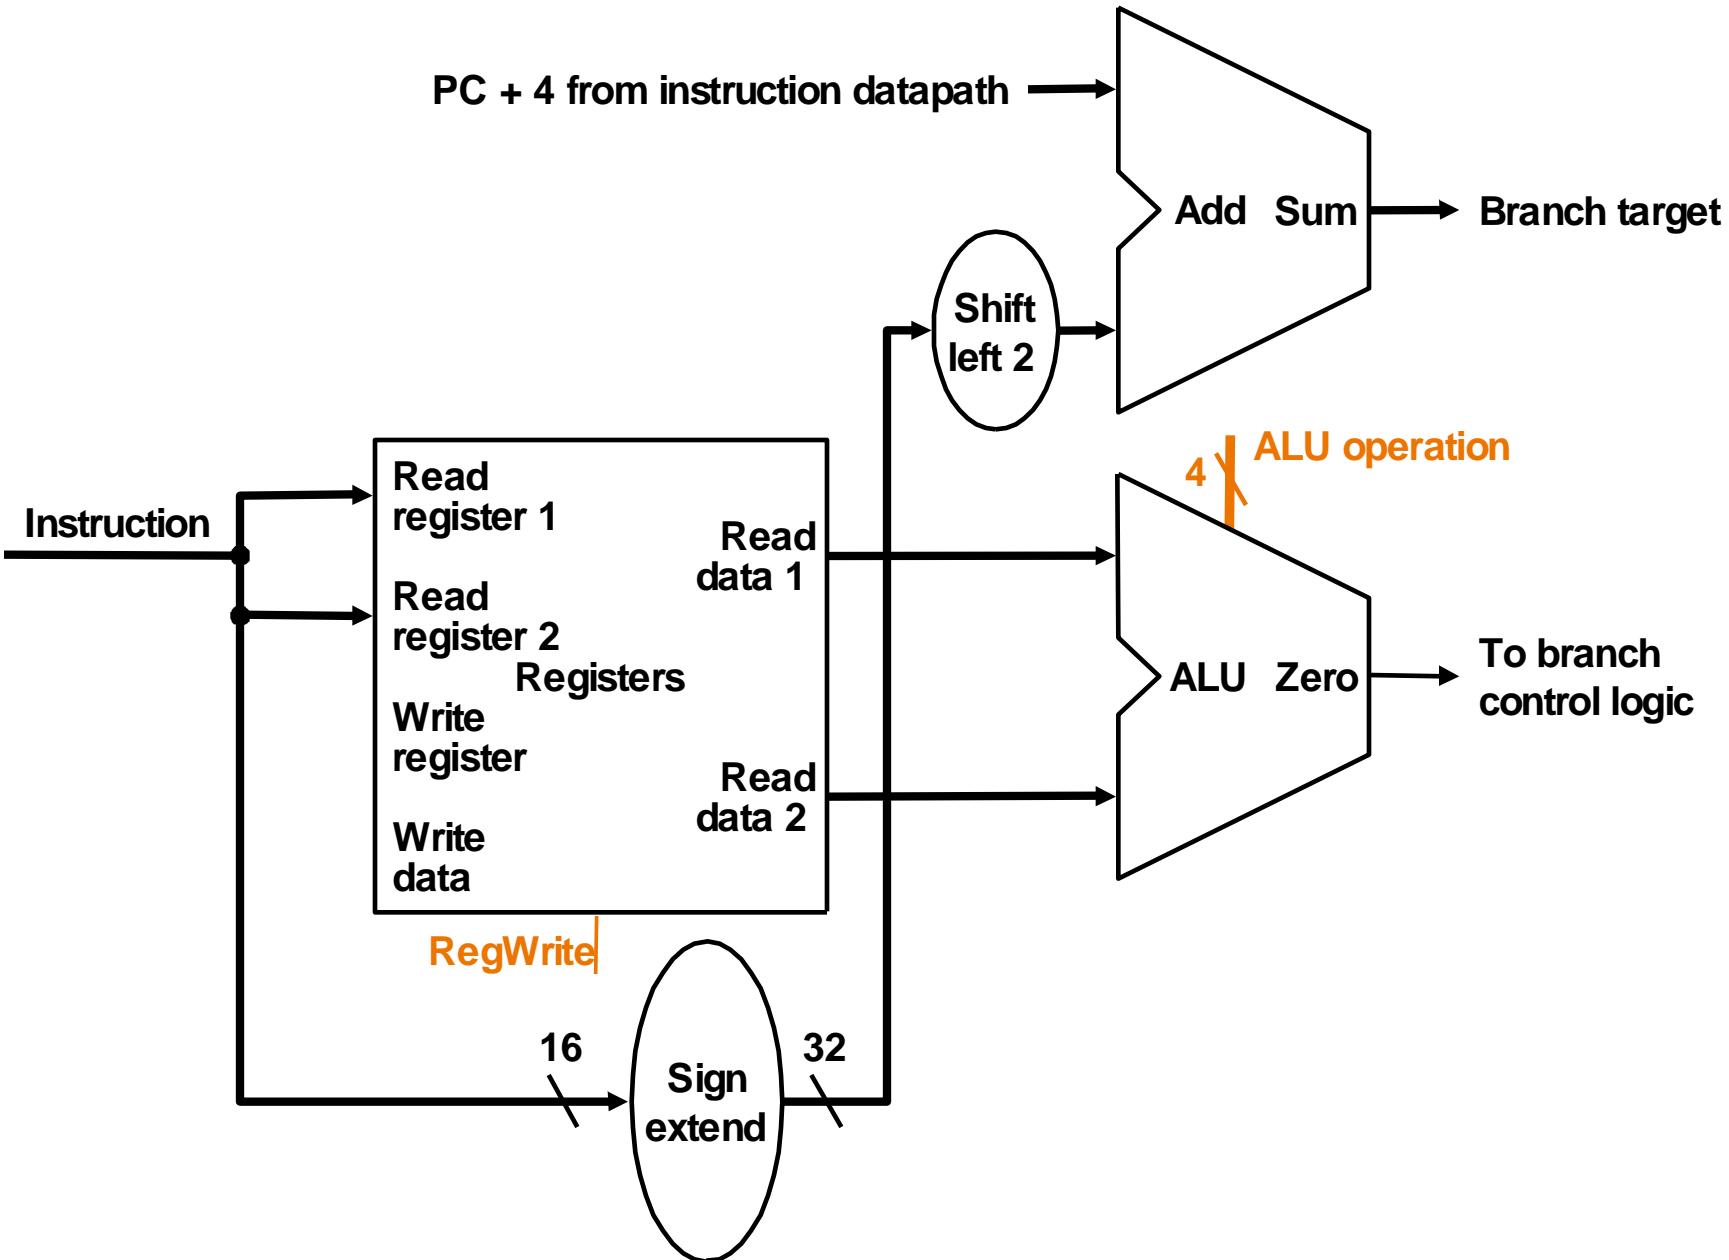 PC + 4 from instruction datapath
Add Sum
Branch target
Shift
left 2
ALU operation
4
Instruction
Read
register 1
Read
data 1
Read
register 2
Registers
Write
register
Read
data 2
Write
data
ALU Zero
To branch
control logic
RegWrite
16
32
Sign
extend